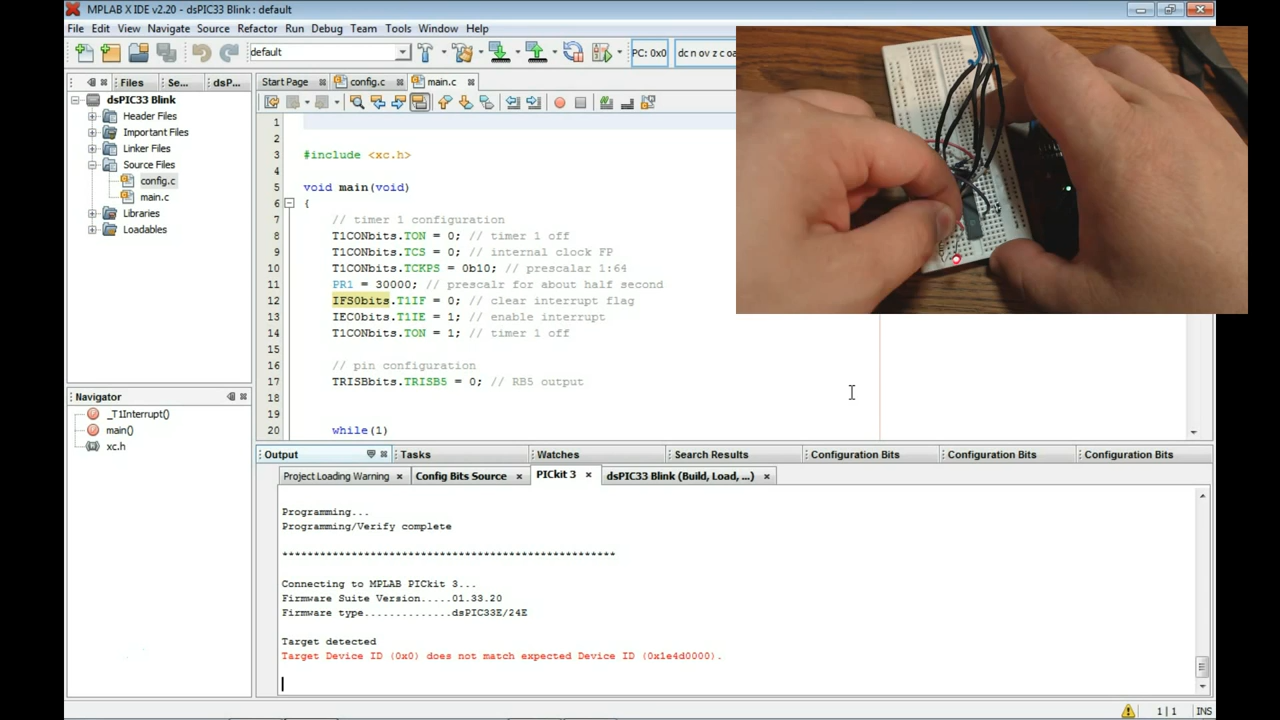 MPLAB X IDE v2.20 - dsPIC33 Blink : default
File Edit View Navigate Source Refactor Run Debug Team Tools Window Help
default
PC: 0x0
dc n ov z c oa
Files
Se...
dsP...
Start Page
config.c
main.c
dsPIC33 Blink
Header Files
Important Files
Linker Files
Source Files
config.c
main.c
Libraries
Loadables
1
2
3 #include <xc.h>
4
5 void main(void)
6 {
7 // timer 1 configuration
8 T1CONbits.TON = 0; // timer 1 off
9 T1CONbits.TCS = 0; // internal clock FP
10 T1CONbits.TCKPS = 0b10; // prescalar 1:64
11 PR1 = 30000; // prescalr for about half second
12 IFS0bits.T1IF = 0; // clear interrupt flag
13 IEC0bits.T1IE = 1; // enable interrupt
14 T1CONbits.TON = 1; // timer 1 off
15
16 // pin configuration
17 TRISBbits.TRISB5 = 0; // RB5 output
18
19
20 while(1)
Navigator
_T1Interrupt()
main()
xc.h
Output
Tasks
Watches
Search Results
Configuration Bits
Configuration Bits
Configuration Bits
Project Loading Warning
Config Bits Source
PICkit 3
dsPIC33 Blink (Build, Load, ...)
Programming...
Programming/Verify complete
*****************************************************
Connecting to MPLAB PICkit 3...
Firmware Suite Version.....01.33.20
Firmware type..............dsPIC33E/24E
Target detected
Target Device ID (0x0) does not match expected Device ID (0x1e4d0000).
1|1
INS